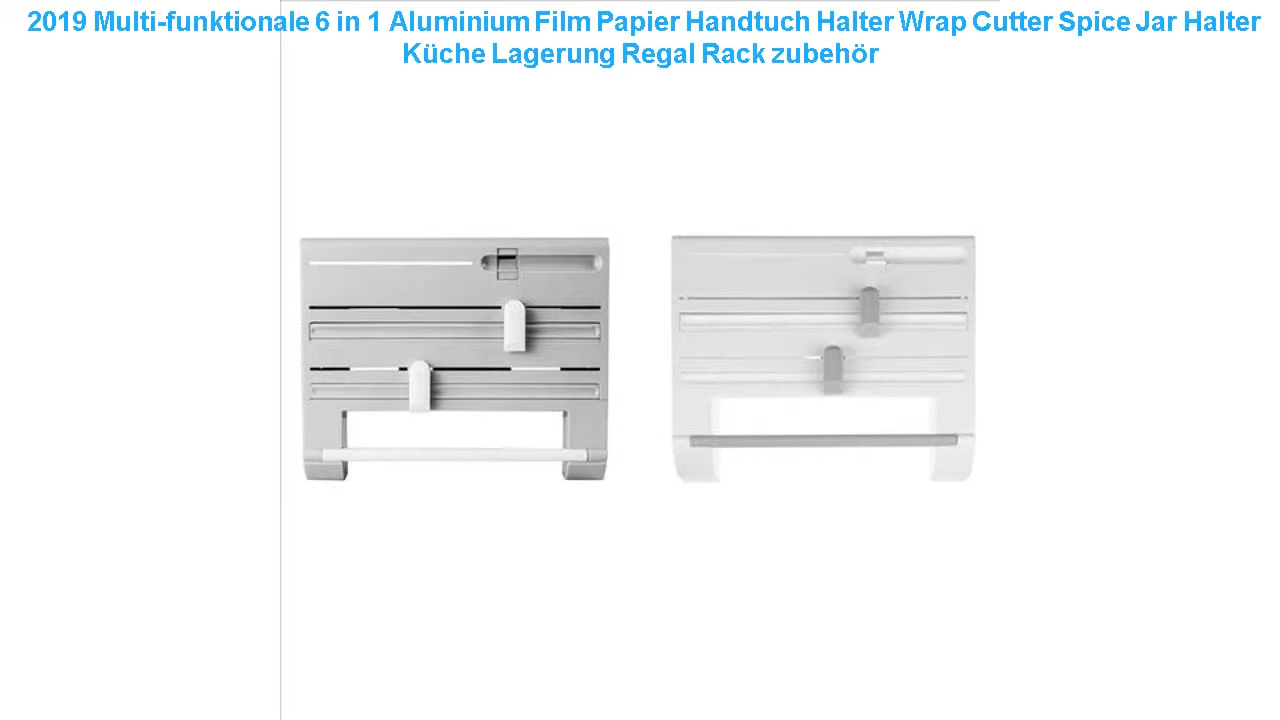 2019 Multi-funktionale 6 in 1 Aluminium Film Papier Handtuch Halter Wrap Cutter Spice Jar Halter
Küche Lagerung Regal Rack zubehör